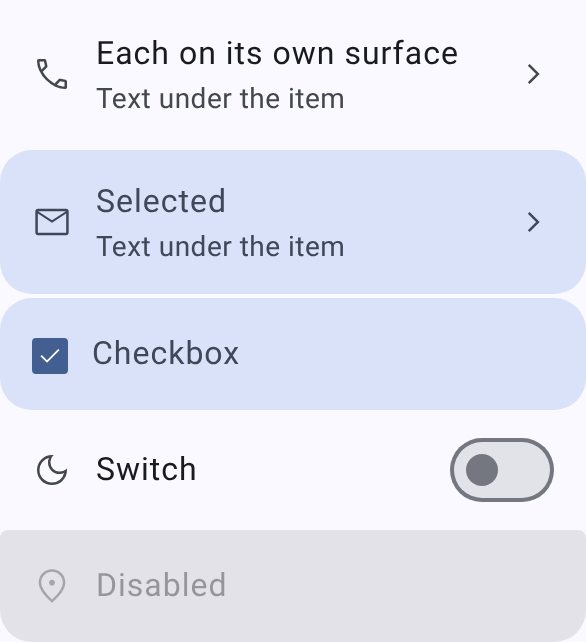 Each on its own surface
Text under the item
Selected
Text under the item
Checkbox
Switch
Disabled